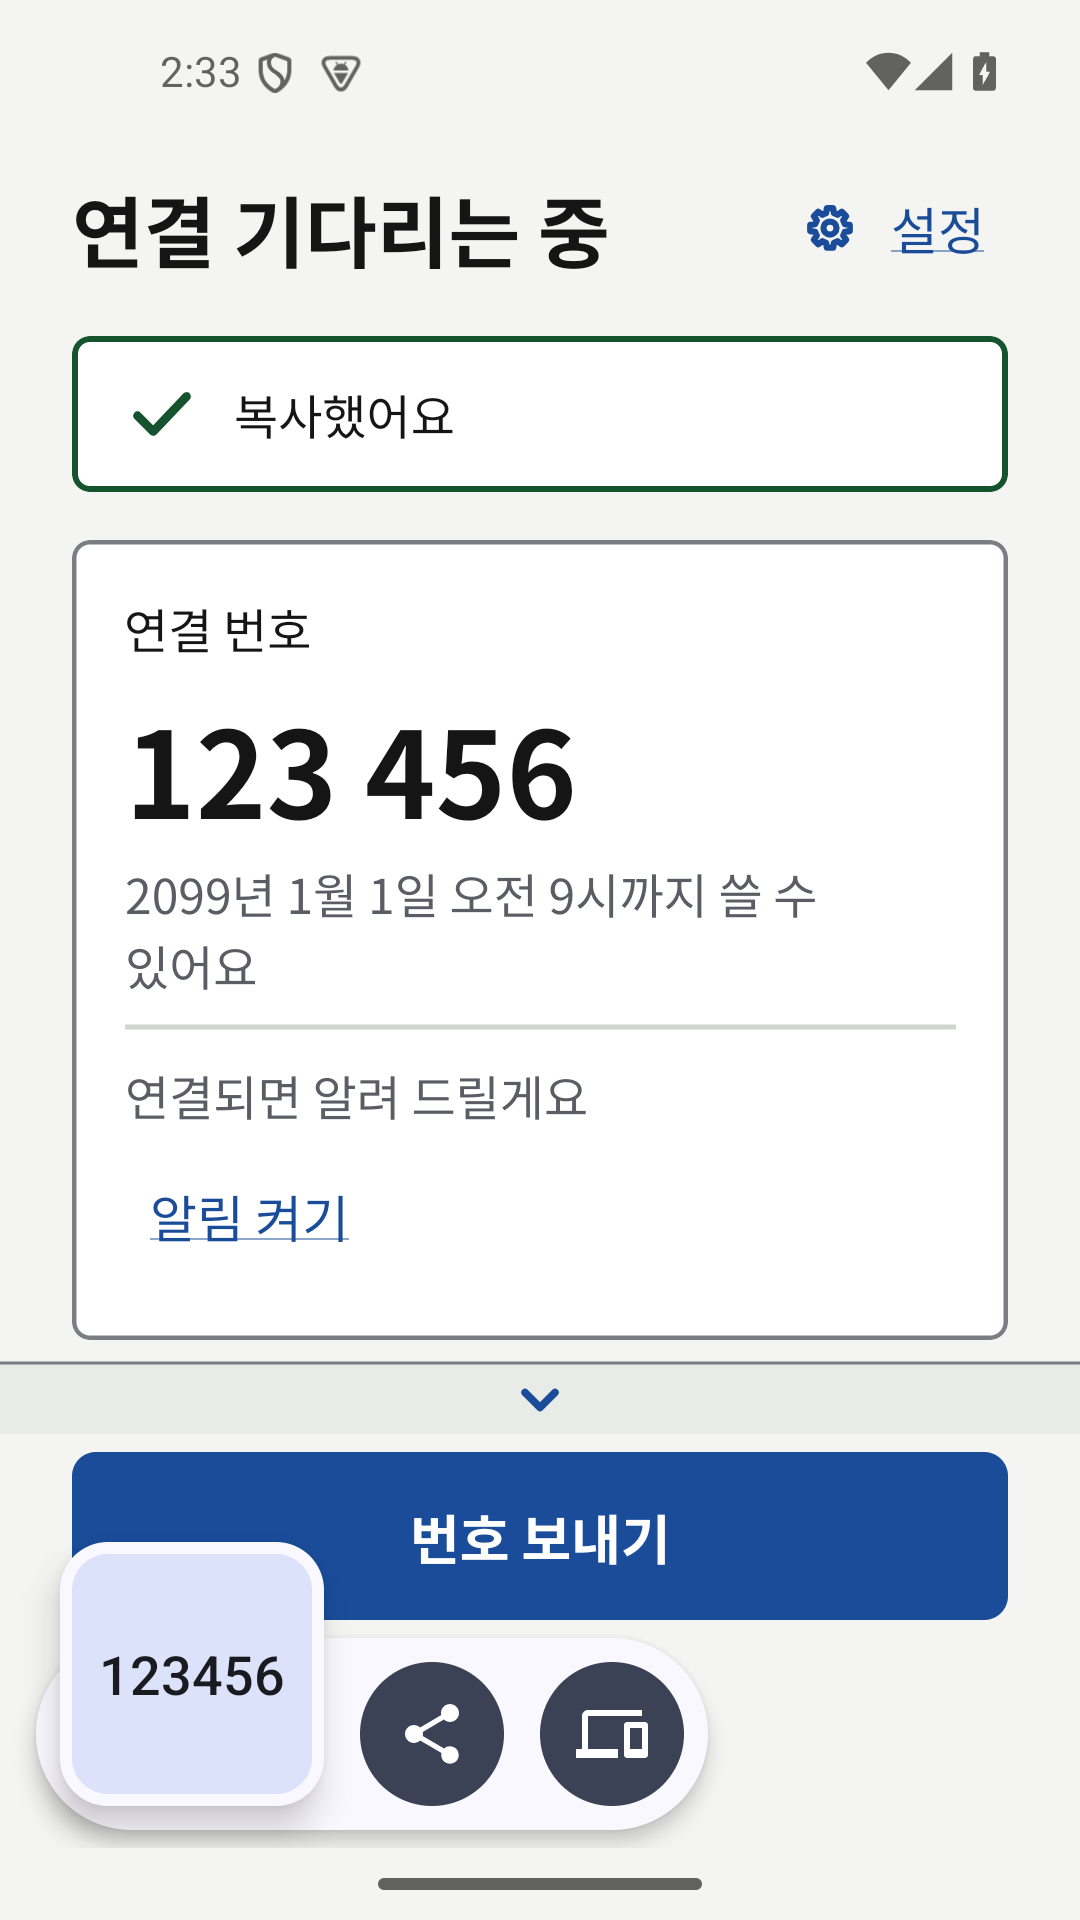 2:33
연결 기다리는 중
설정
복사했어요
연결 번호
123 456
2099년 1월 1일 오전 9시까지 쓸 수
있어요
연결되면 알려 드릴게요
알림 켜기
번호 보내기
123456